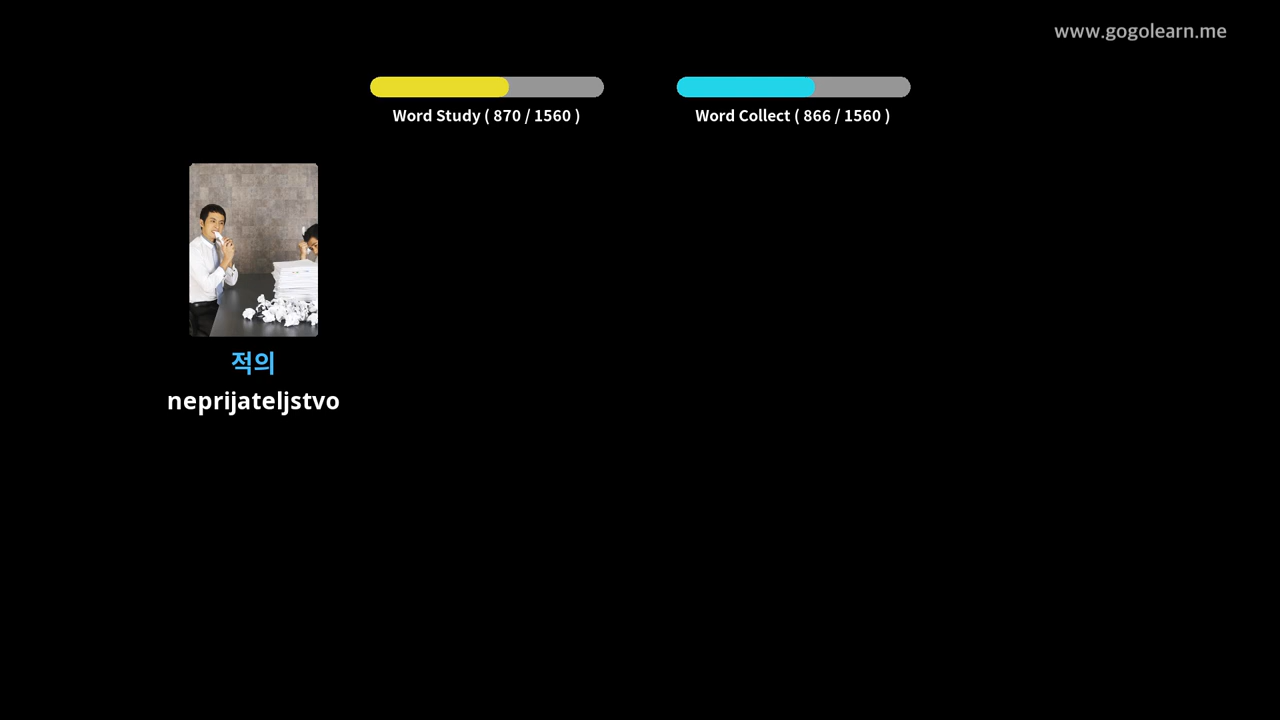 www.gogolearn.me
Word Study ( 870 / 1560 )
Word Collect ( 866 / 1560 )
적의
neprijateljstvo